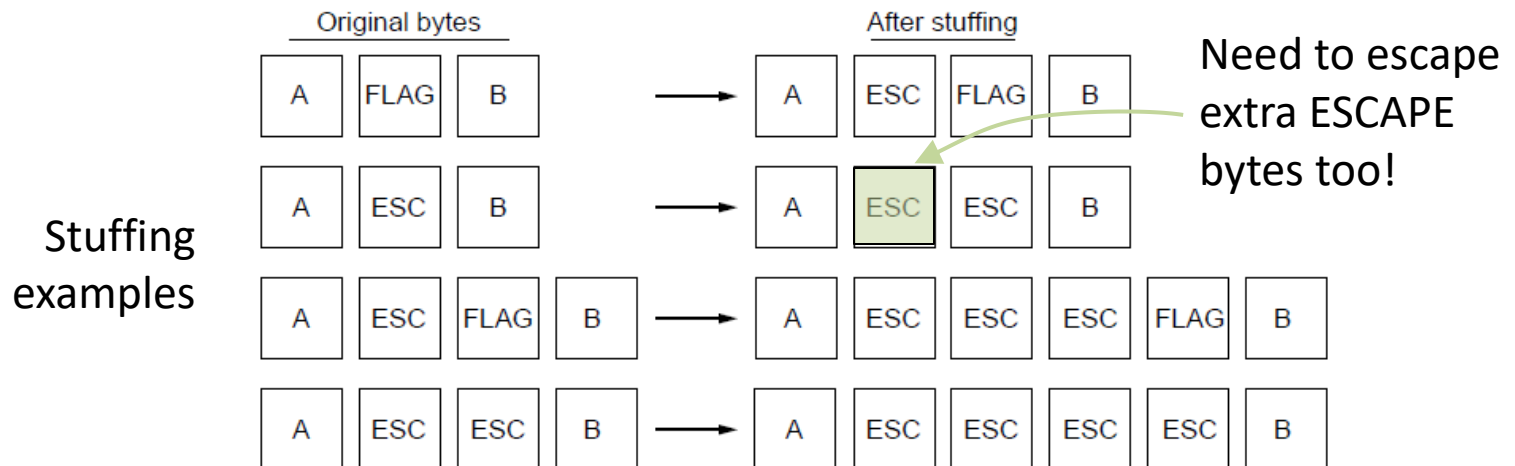 Original bytes After stuffing
A FLAG B A ESC FLAG B
Need to escape
extra ESCAPE
bytes too!
A ESC B A ESC ESC B
Stuffing
examples
A ESC FLAG B A ESC ESC ESC FLAG B
A ESC ESC B A ESC ESC ESC ESC B